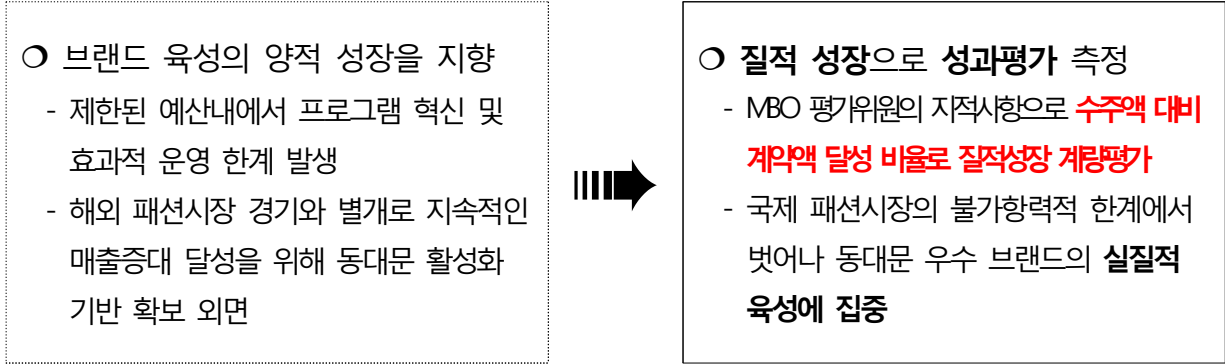 ❍ 브랜드 육성의 양적 성장을 지향
- 제한된 예산내에서 프로그램 혁신 및
효과적 운영 한계 발생
- 해외 패션시장 경기와 별개로 지속적인
매출증대 달성을 위해 동대문 활성화
기반 확보 외면
❍ 질적 성장으로 성과평가 측정
- MBO 평가위원의 지적사항으로 수주액 대비
계약액 달성 비율로 질적성장 계량평가
- 국제 패션시장의 불가항력적 한계에서
벗어나 동대문 우수 브랜드의 실질적
육성에 집중